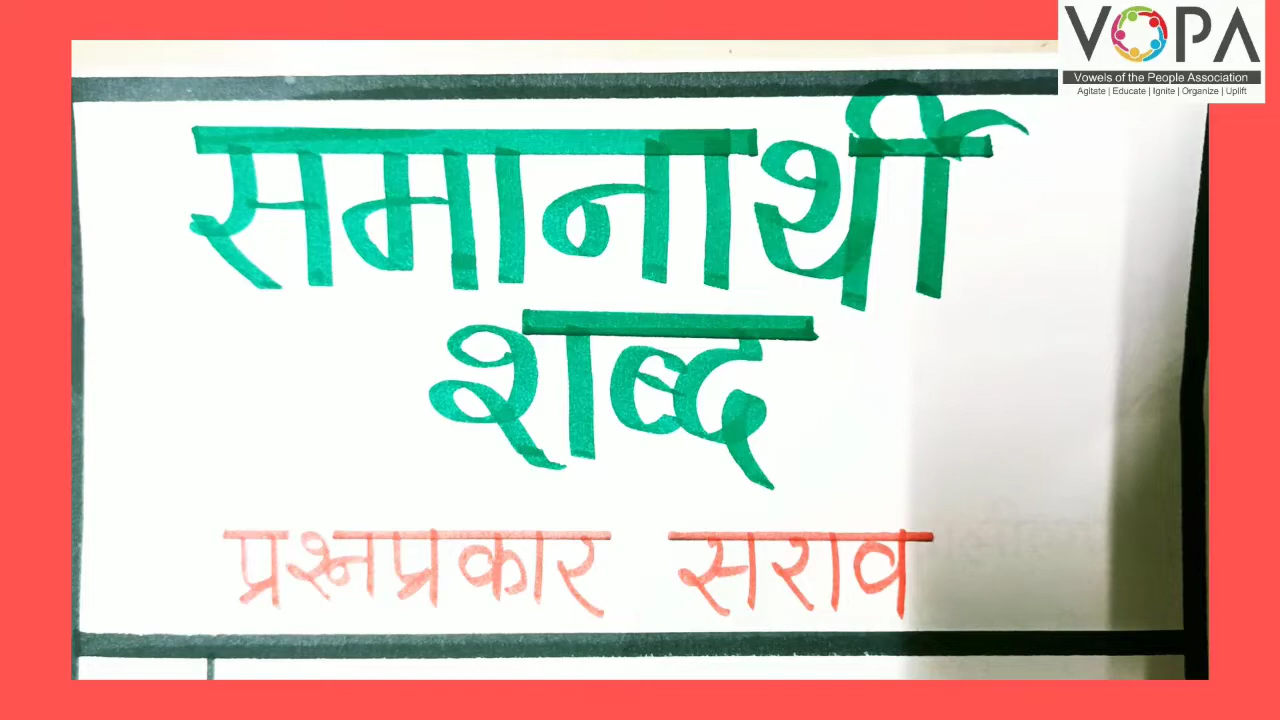 VOPA
Vowels of the People Association
Agitate | Educate | Ignite | Organize | Uplift
समानार्थी
शब्द
प्रश्नप्रकार सराव